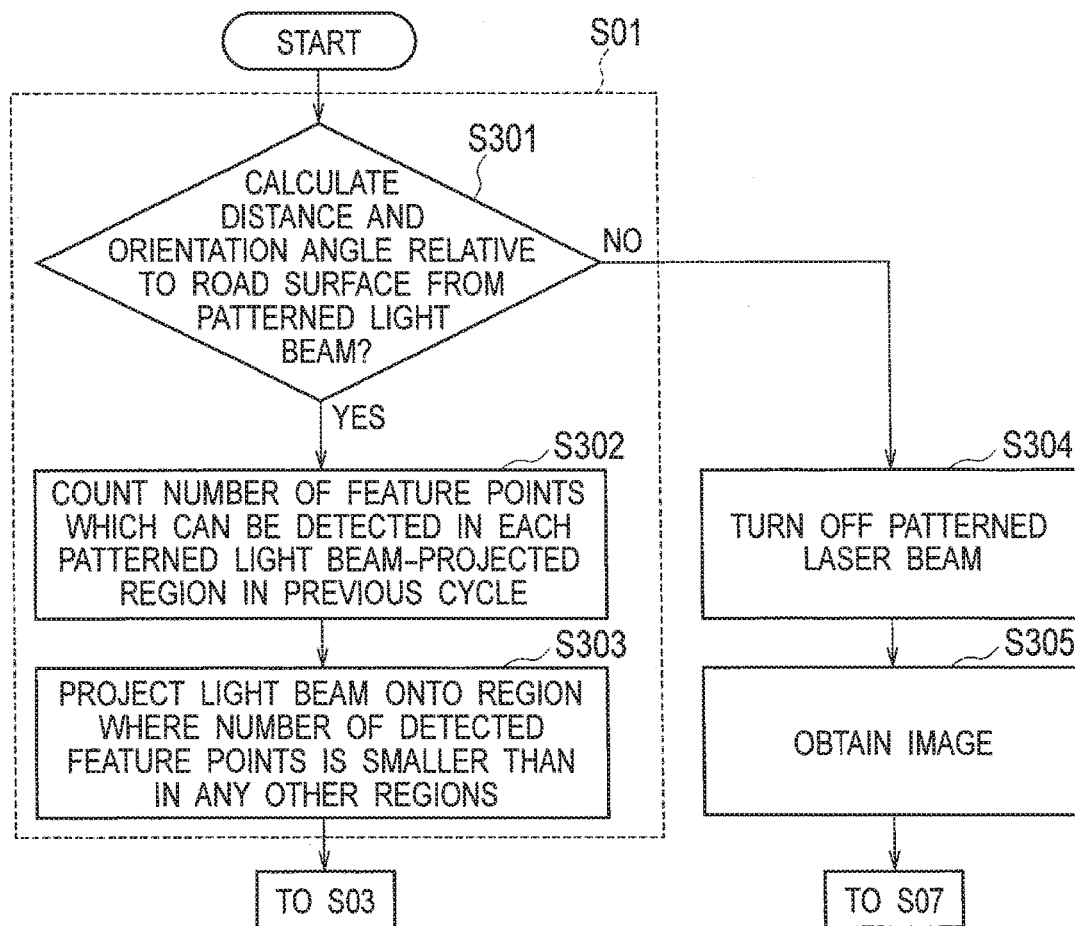 START
S01
S301
CALCULATE
DISTANCE AND
ORIENTATION ANGLE RELATIVE
TO ROAD SURFACE FROM
PATTERNED LIGHT
BEAM?
NO
YES
S302
COUNT NUMBER OF FEATURE POINTS
WHICH CAN BE DETECTED IN EACH
PATTERNED LIGHT BEAM-PROJECTED
REGION IN PREVIOUS CYCLE
S303
PROJECT LIGHT BEAM ONTO REGION
WHERE NUMBER OF DETECTED
FEATURE POINTS IS SMALLER THAN
IN ANY OTHER REGIONS
TO S03
S304
TURN OFF PATTERNED
LASER BEAM
S305
OBTAIN IMAGE
TO S07